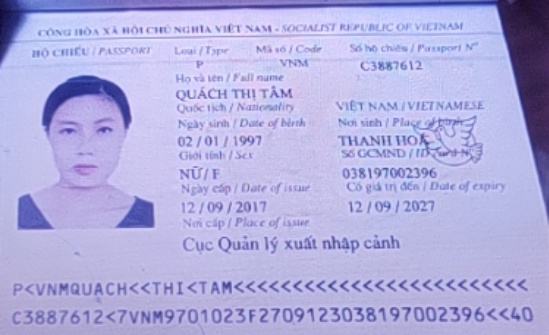 CỘNG HÒA XÃ HỘI CHỦ NGHĨA VIỆT NAM - SOCIALIST REPUBLIC OF VIETNAM
HỘ CHIẾU / PASSPORT Loại / Type Mã số / Code Số hộ chiếu / Passport Nº
P VNM C3887612
Họ và tên / Full name
QUÁCH THỊ TÂM
Quốc tịch / Nationality VIỆT NAM / VIETNAMESE
Ngày sinh / Date of birth Nơi sinh / Place of birth
02 / 01 / 1997 THANH HOÁ
Giới tính / Sex Số GCMND / ID
NỮ / F 038197002396
Ngày cấp / Date of issue Có giá trị đến / Date of expiry
12 / 09 / 2017 12 / 09 / 2027
Nơi cấp / Place of issue
Cục Quản lý xuất nhập cảnh
P<VNMQUACH<<THI<TAM<<<<<<<<<<<<<<<<<<<<<<<<<
C3887612<7VNM9701023F2709123038197002396<<40